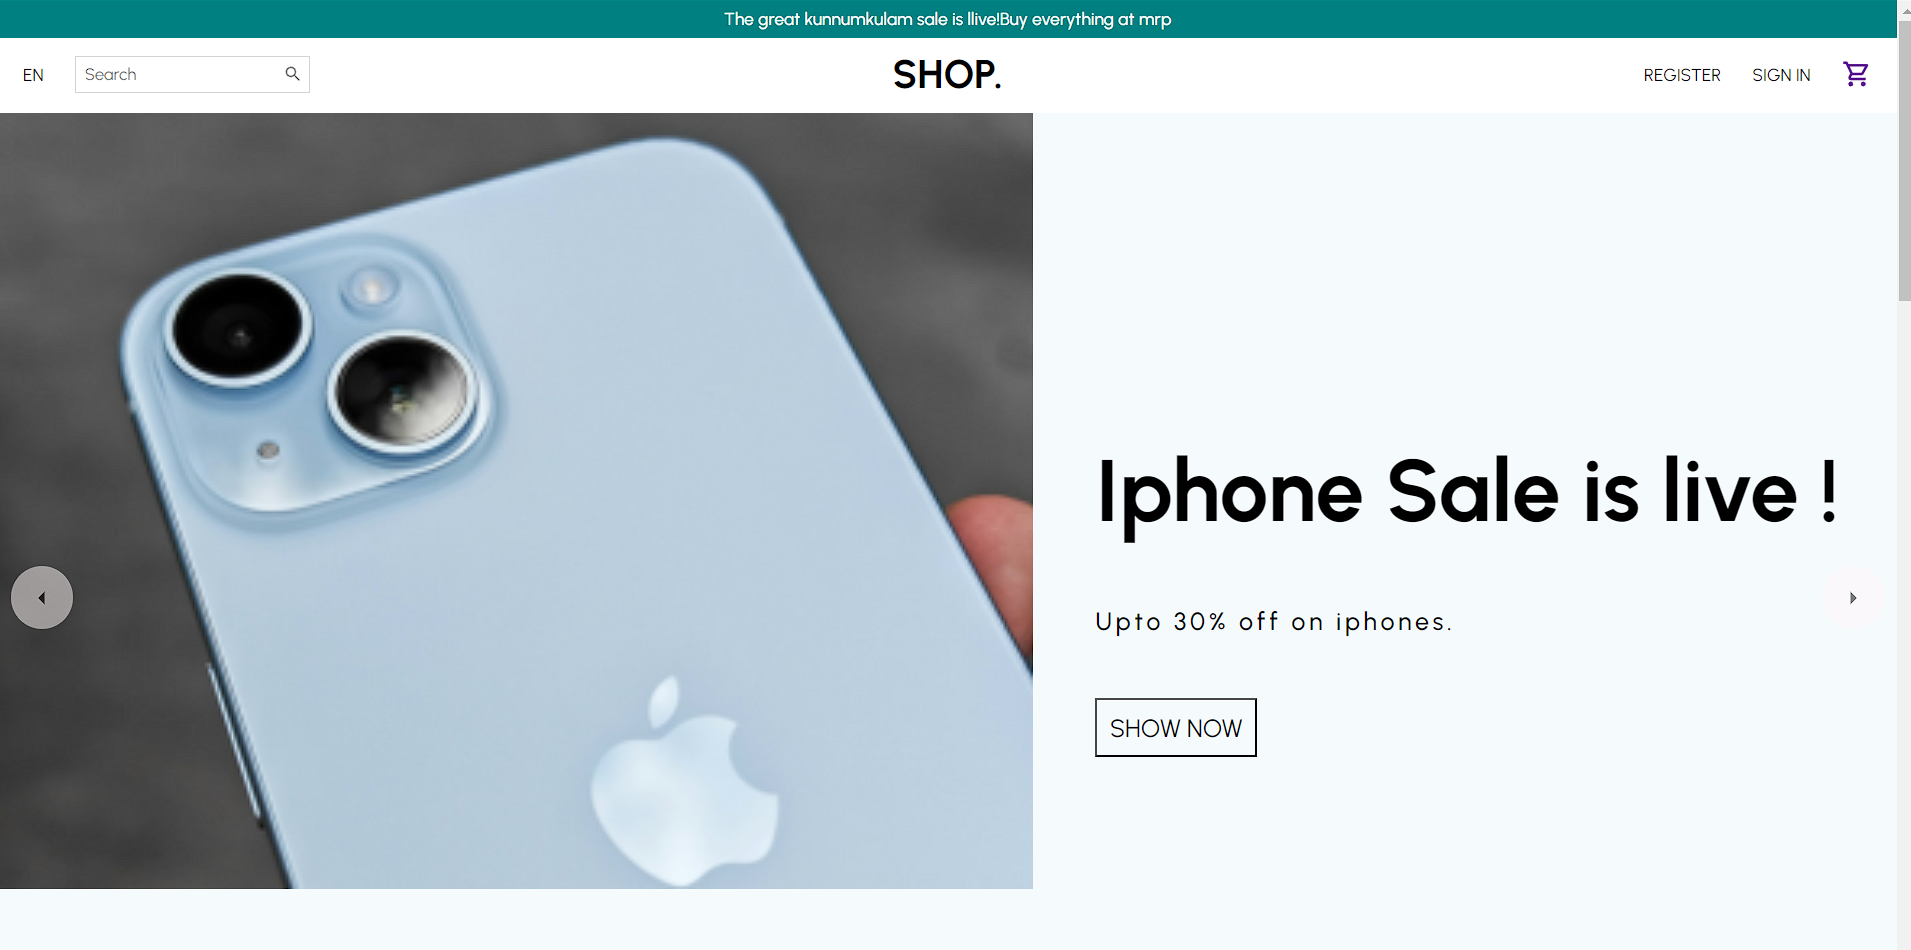 The great kunnumkulam sale is llive!Buy everything at mrp
EN
Search
SHOP.
REGISTER
SIGN IN
Iphone Sale is live !
Upto 30% off on iphones.
SHOW NOW